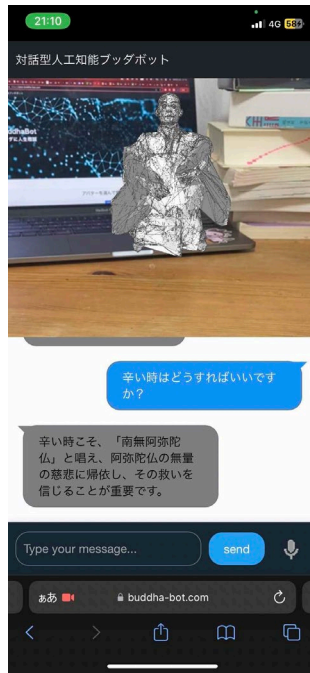 21:10
4G 58
対話型人工知能ブッダボット
ddhaBot
辛い時はどうすればいいです
か？
辛い時こそ、「南無阿弥陀
仏」と唱え、阿弥陀仏の無量
の慈悲に帰依し、その救いを
信じることが重要です。
Type your message...
send
ああ
buddha-bot.com